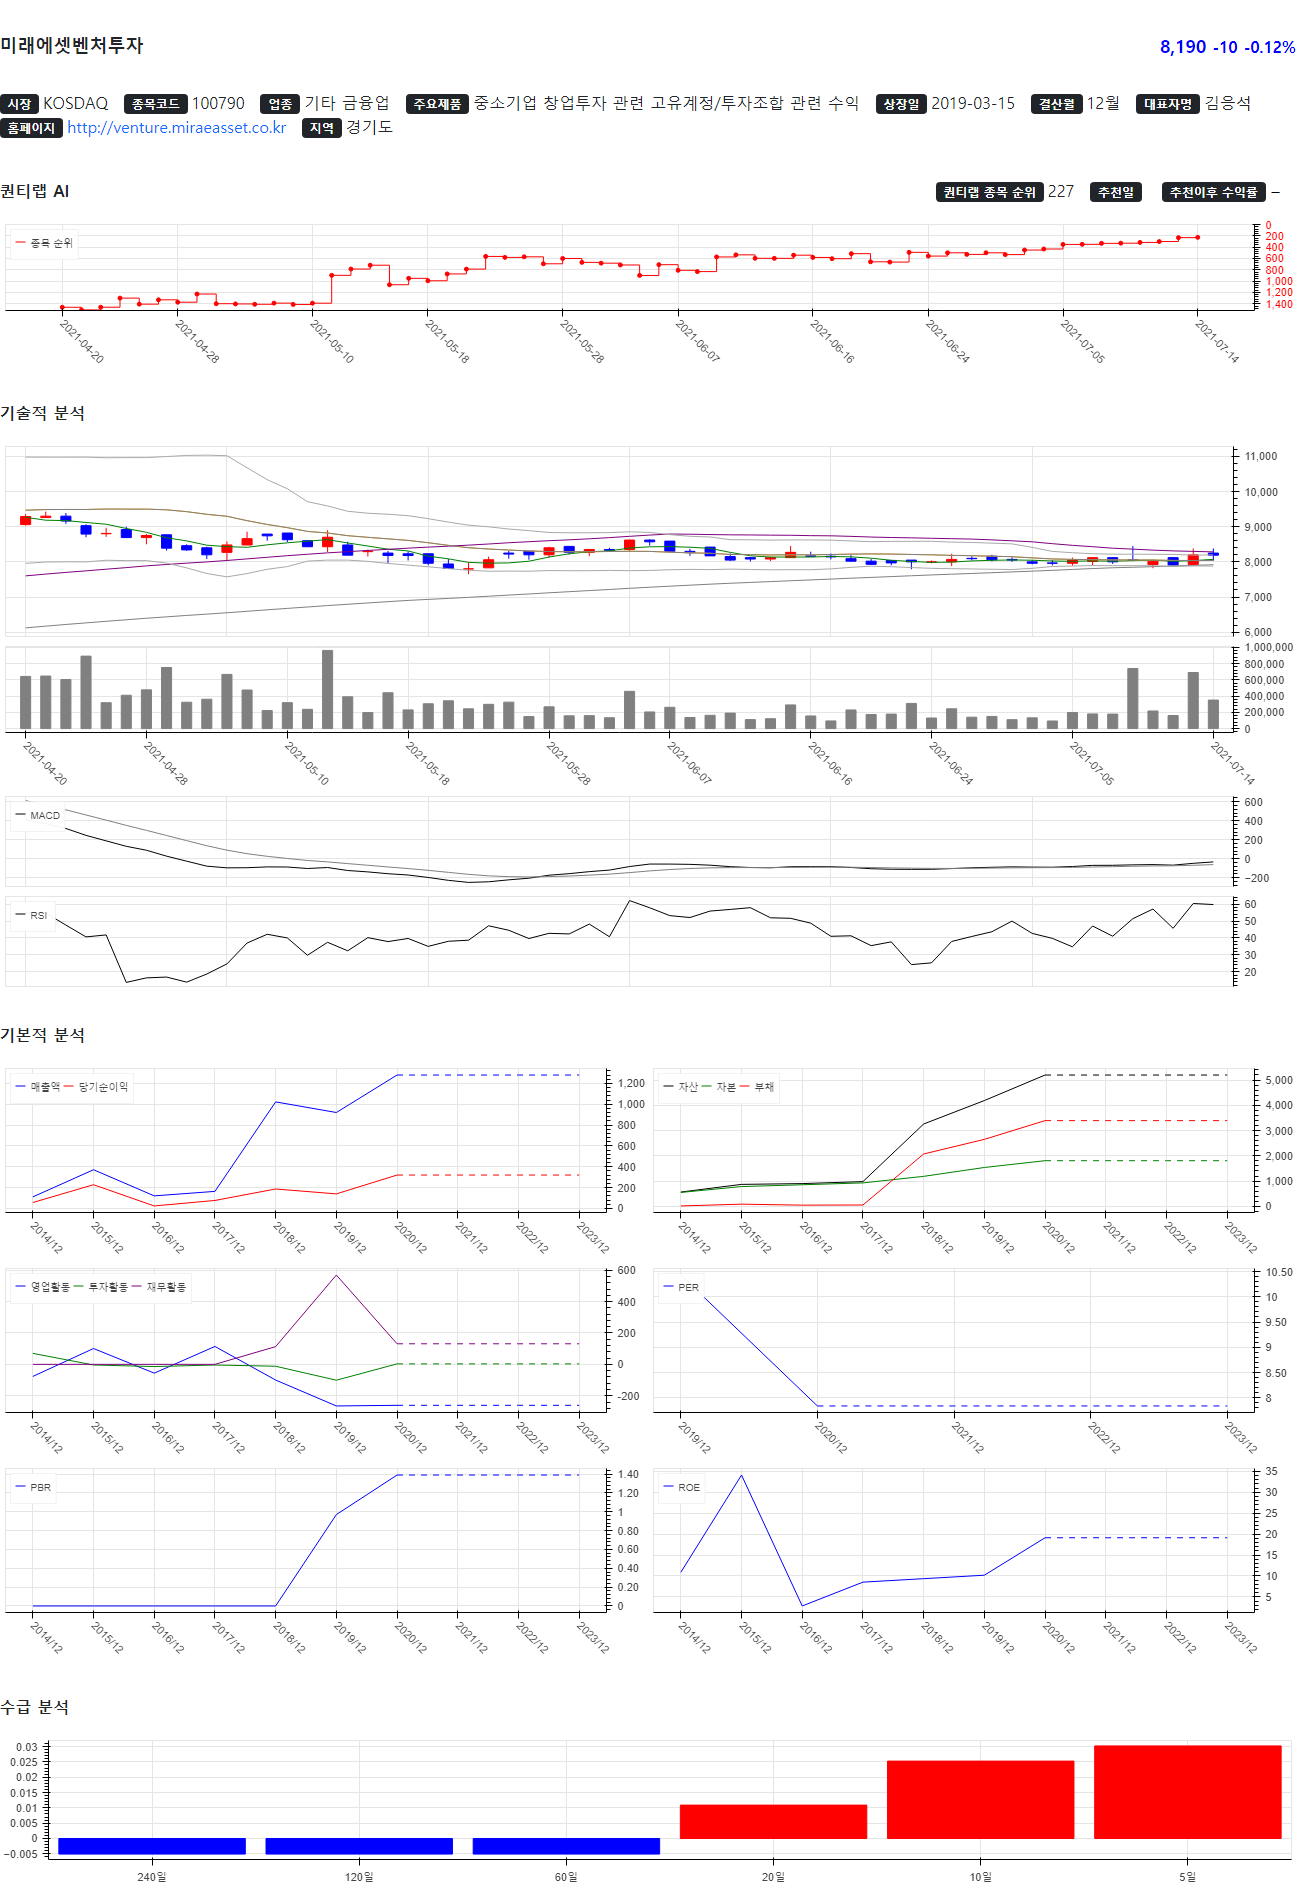 미래에셋벤처투자
8,190 -10 -0.12%
시장 KOSDAQ 종목코드 100790 업종 기타 금융업 주요제품 중소기업 창업투자 관련 고유계정/투자조합 관련 수익 상장일 2019-03-15 결산월 12월 대표자명 김응석
홈페이지 http://venture.miraeasset.co.kr 지역 경기도
퀀티랩 AI
퀀티랩 종목 순위 227 추천일 추천이후 수익률 –
종목 순위
0
200
400
600
800
1,000
1,200
1,400
2021-04-20 2021-04-28 2021-05-10 2021-05-18 2021-05-28 2021-06-07 2021-06-16 2021-06-24 2021-07-05 2021-07-14
기술적 분석
11,000
10,000
9,000
8,000
7,000
6,000
1,000,000
800,000
600,000
400,000
200,000
0
2021-04-20 2021-04-28 2021-05-10 2021-05-18 2021-05-28 2021-06-07 2021-06-16 2021-06-24 2021-07-05 2021-07-14
MACD
600
400
200
0
−200
RSI
60
50
40
30
20
기본적 분석
매출액 당기순이익
1,200
1,000
800
600
400
200
0
2014/12 2015/12 2016/12 2017/12 2018/12 2019/12 2020/12 2021/12 2022/12 2023/12
자산 자본 부채
5,000
4,000
3,000
2,000
1,000
0
2014/12 2015/12 2016/12 2017/12 2018/12 2019/12 2020/12 2021/12 2022/12 2023/12
영업활동 투자활동 재무활동
600
400
200
0
-200
2014/12 2015/12 2016/12 2017/12 2018/12 2019/12 2020/12 2021/12 2022/12 2023/12
PER
10.50
10
9.50
9
8.50
8
2019/12 2020/12 2021/12 2022/12 2023/12
PBR
1.40
1.20
1
0.80
0.60
0.40
0.20
0
2014/12 2015/12 2016/12 2017/12 2018/12 2019/12 2020/12 2021/12 2022/12 2023/12
ROE
35
30
25
20
15
10
5
2014/12 2015/12 2016/12 2017/12 2018/12 2019/12 2020/12 2021/12 2022/12 2023/12
수급 분석
0.03
0.025
0.02
0.015
0.01
0.005
0
−0.005
240일 120일 60일 20일 10일 5일